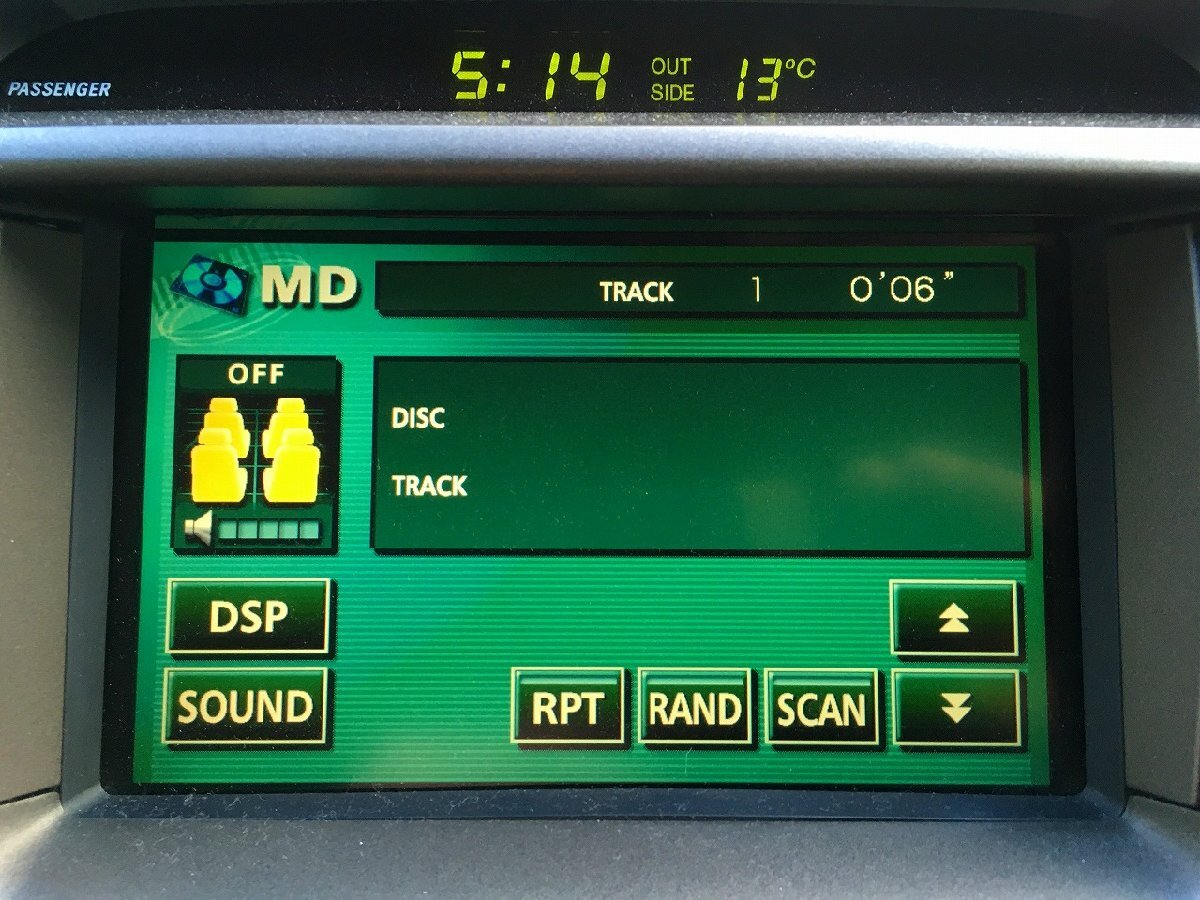 PASSENGER
5:14 OUT SIDE 13°C
MD TRACK 1 0'06"
OFF
DISC
TRACK
DSP
SOUND RPT RAND SCAN